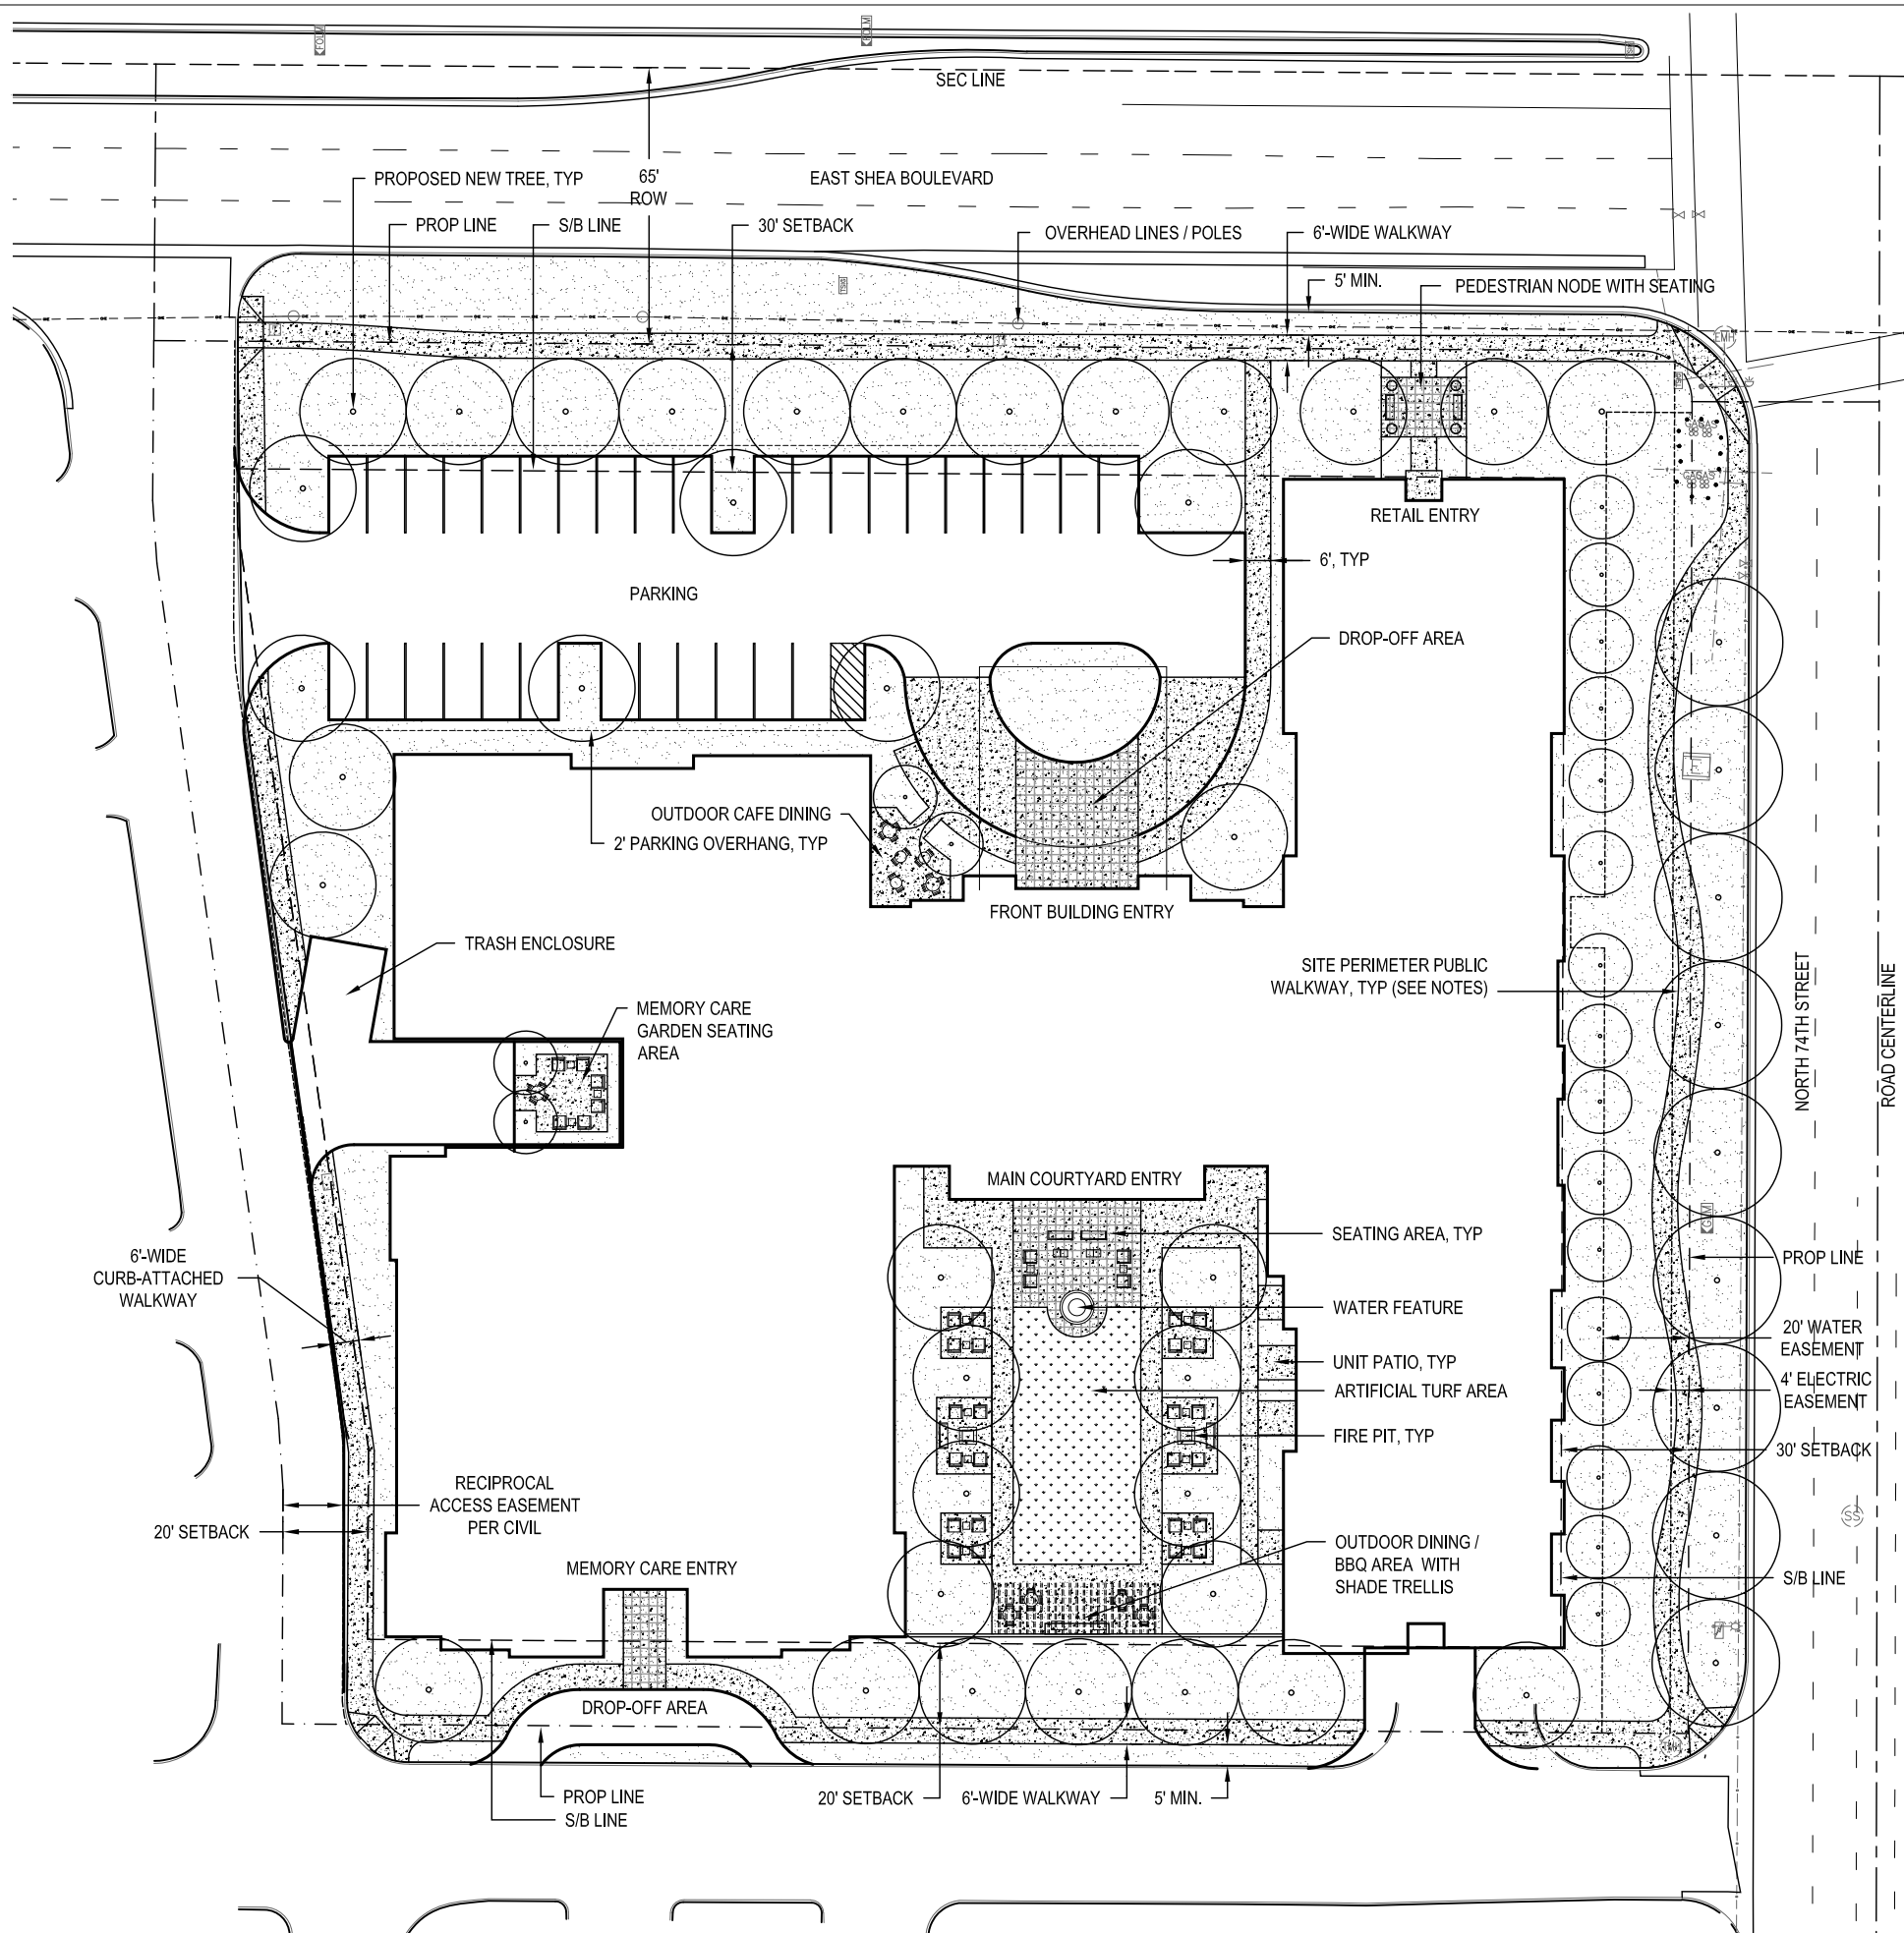 SEC LINE
PROPOSED NEW TREE, TYP
65'
ROW
EAST SHEA BOULEVARD
PROP LINE
S/B LINE
30' SETBACK
OVERHEAD LINES / POLES
6'-WIDE WALKWAY
5' MIN.
PEDESTRIAN NODE WITH SEATING
RETAIL ENTRY
6', TYP
PARKING
DROP-OFF AREA
OUTDOOR CAFE DINING
2' PARKING OVERHANG, TYP
FRONT BUILDING ENTRY
TRASH ENCLOSURE
SITE PERIMETER PUBLIC
WALKWAY, TYP (SEE NOTES)
NORTH 74TH STREET
ROAD CENTERLINE
MEMORY CARE
GARDEN SEATING
AREA
MAIN COURTYARD ENTRY
SEATING AREA, TYP
6'-WIDE
CURB-ATTACHED
WALKWAY
PROP LINE
WATER FEATURE
20' WATER
EASEMENT
UNIT PATIO, TYP
ARTIFICIAL TURF AREA
4' ELECTRIC
EASEMENT
FIRE PIT, TYP
30' SETBACK
RECIPROCAL
ACCESS EASEMENT
PER CIVIL
20' SETBACK
SS
OUTDOOR DINING /
BBQ AREA WITH
SHADE TRELLIS
MEMORY CARE ENTRY
S/B LINE
DROP-OFF AREA
PROP LINE
S/B LINE
20' SETBACK
6'-WIDE WALKWAY
5' MIN.